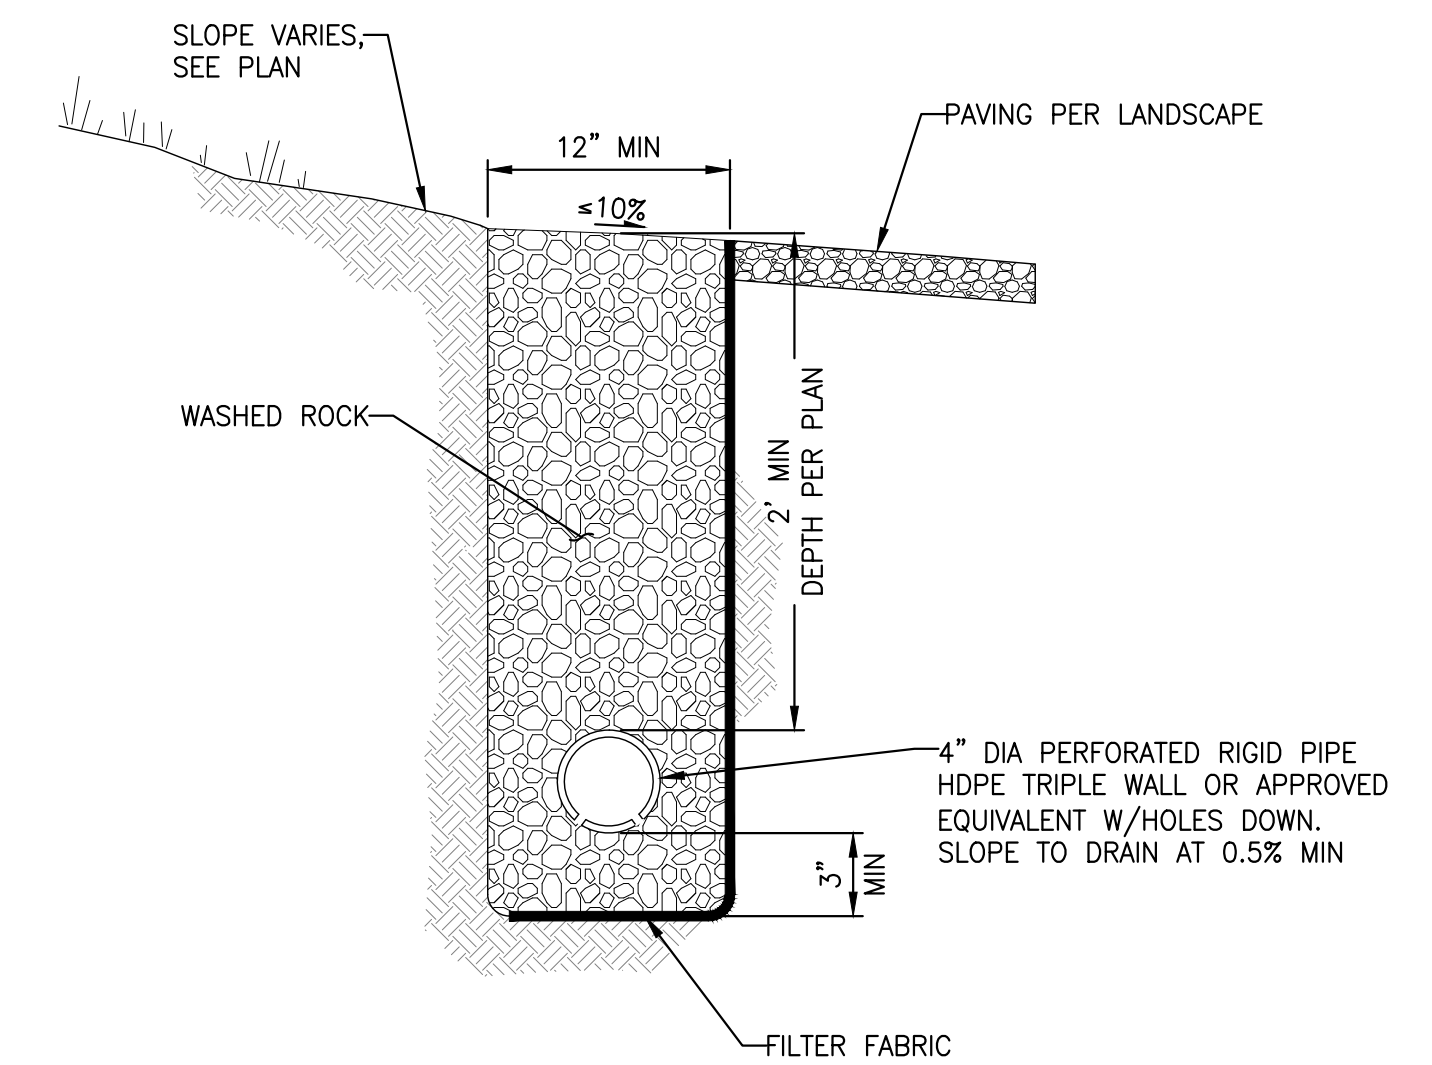 SLOPE VARIES,
SEE PLAN
PAVING PER LANDSCAPE
12" MIN
≤10%
WASHED ROCK
2' MIN
DEPTH PER PLAN
4" DIA PERFORATED RIGID PIPE
HDPE TRIPLE WALL OR APPROVED
EQUIVALENT W/HOLES DOWN.
SLOPE TO DRAIN AT 0.5% MIN
3"
MIN
FILTER FABRIC